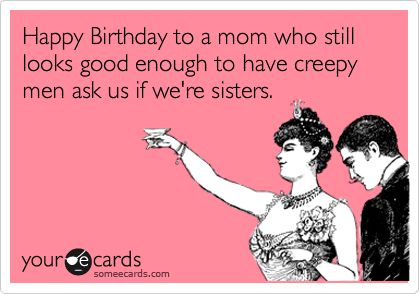 Happy Birthday to a mom who still
looks good enough to have creepy
men ask us if we're sisters.
your e cards
someecards.com